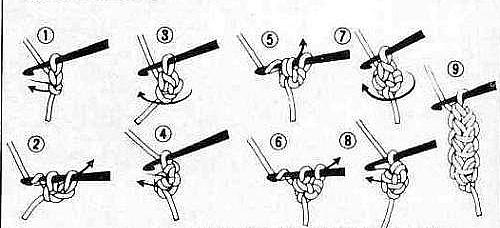 ① ③ ⑤ ⑦ ⑨
② ④ ⑥ ⑧